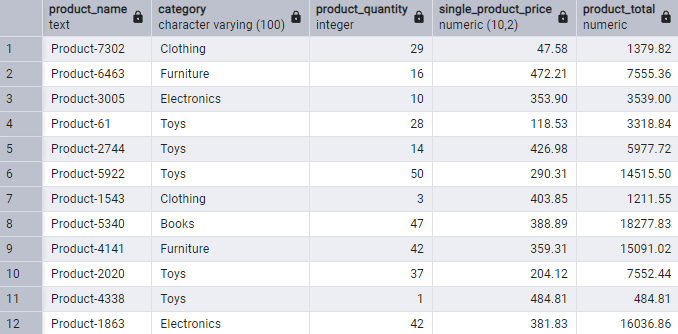 product_name category product_quantity single_product_price product_total
text character varying (100) integer numeric (10,2) numeric
1 Product-7302 Clothing 29 47.58 1379.82
2 Product-6463 Furniture 16 472.21 7555.36
3 Product-3005 Electronics 10 353.90 3539.00
4 Product-61 Toys 28 118.53 3318.84
5 Product-2744 Toys 14 426.98 5977.72
6 Product-5922 Toys 50 290.31 14515.50
7 Product-1543 Clothing 3 403.85 1211.55
8 Product-5340 Books 47 388.89 18277.83
9 Product-4141 Furniture 42 359.31 15091.02
10 Product-2020 Toys 37 204.12 7552.44
11 Product-4338 Toys 1 484.81 484.81
12 Product-1863 Electronics 42 381.83 16036.86